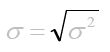 σ = √σ²